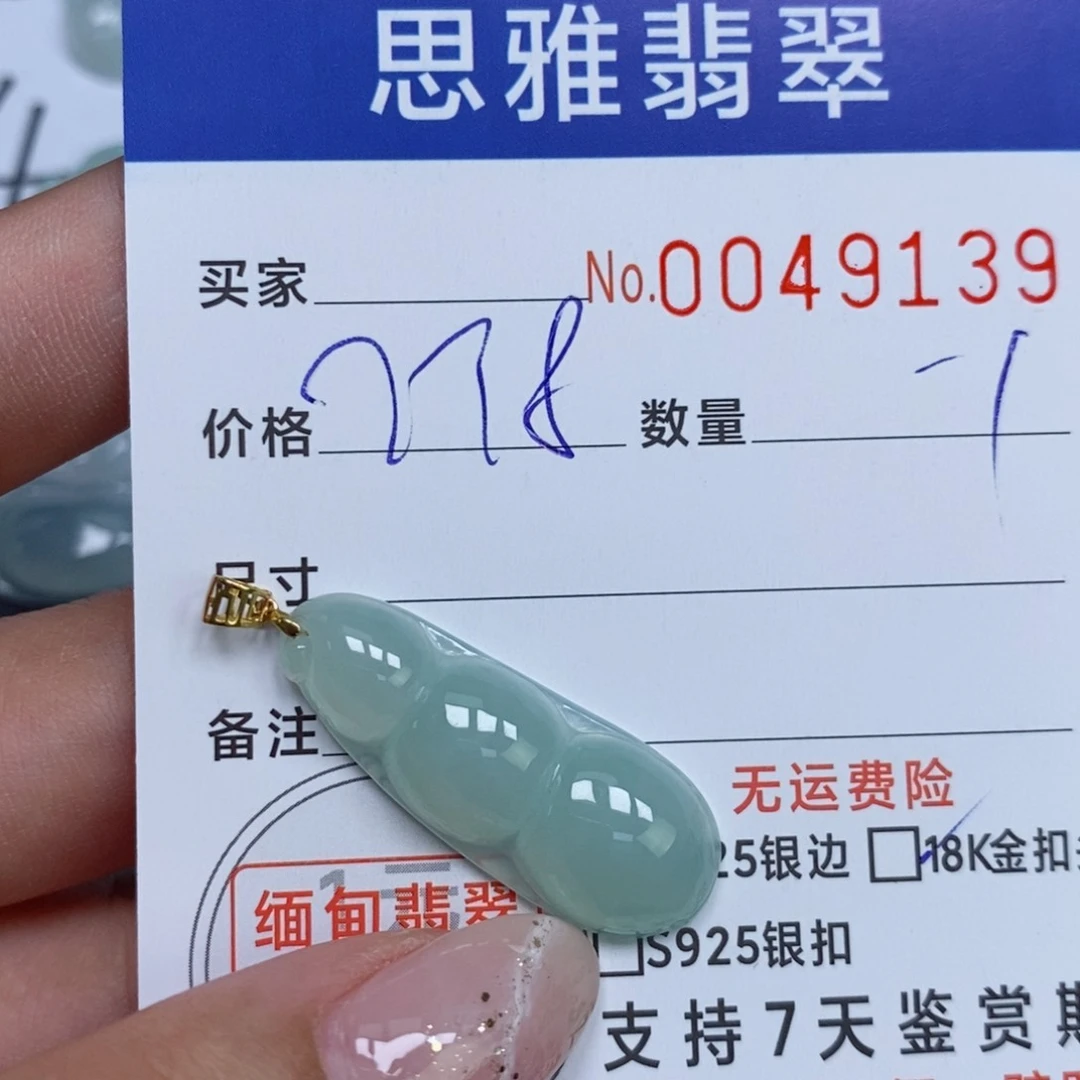 思雅翡翠
买家 No.0049139
价格 278 数量 1
尺寸
备注
无运费险
25银边 18K金扣
缅甸翡翠
S925银扣
支持7天鉴赏期